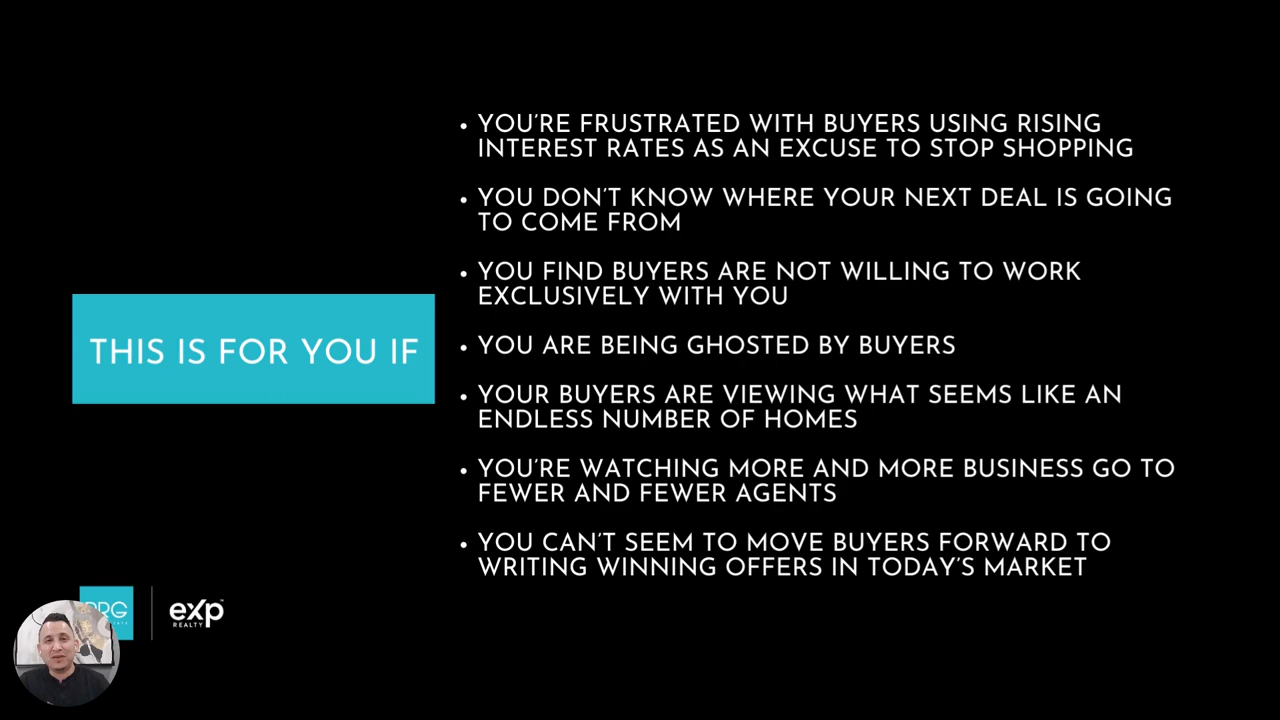 THIS IS FOR YOU IF
• YOU'RE FRUSTRATED WITH BUYERS USING RISING
INTEREST RATES AS AN EXCUSE TO STOP SHOPPING
• YOU DON'T KNOW WHERE YOUR NEXT DEAL IS GOING
TO COME FROM
• YOU FIND BUYERS ARE NOT WILLING TO WORK
EXCLUSIVELY WITH YOU
• YOU ARE BEING GHOSTED BY BUYERS
• YOUR BUYERS ARE VIEWING WHAT SEEMS LIKE AN
ENDLESS NUMBER OF HOMES
• YOU'RE WATCHING MORE AND MORE BUSINESS GO TO
FEWER AND FEWER AGENTS
• YOU CAN'T SEEM TO MOVE BUYERS FORWARD TO
WRITING WINNING OFFERS IN TODAY'S MARKET
PRG
eXp
REALTY